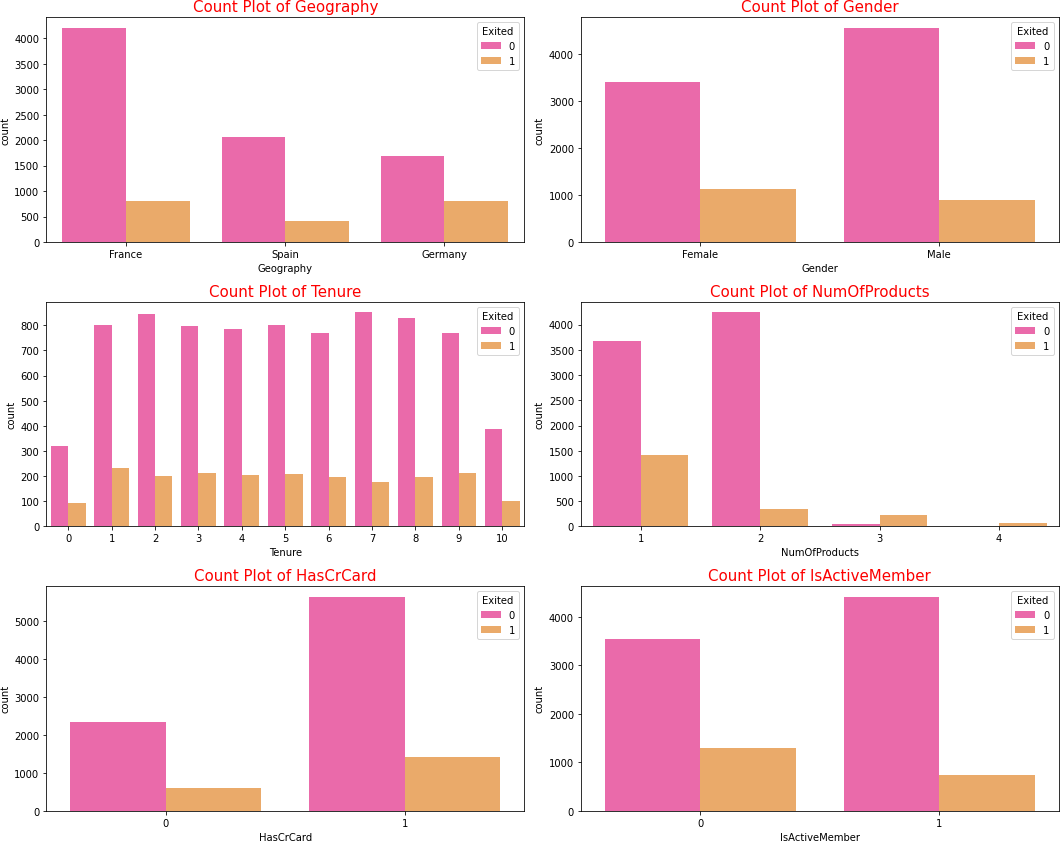 Count Plot of Geography
Exited
0
1
4000
3500
3000
2500
2000
1500
1000
500
0
count
France Spain Germany
Geography
Count Plot of Gender
Exited
0
1
4000
3000
2000
1000
0
count
Female Male
Gender
Count Plot of Tenure
Exited
0
1
800
700
600
500
400
300
200
100
0
count
0 1 2 3 4 5 6 7 8 9 10
Tenure
Count Plot of NumOfProducts
Exited
0
1
4000
3500
3000
2500
2000
1500
1000
500
0
count
1 2 3 4
NumOfProducts
Count Plot of HasCrCard
Exited
0
1
5000
4000
3000
2000
1000
0
count
0 1
HasCrCard
Count Plot of IsActiveMember
Exited
0
1
4000
3000
2000
1000
0
count
0 1
IsActiveMember